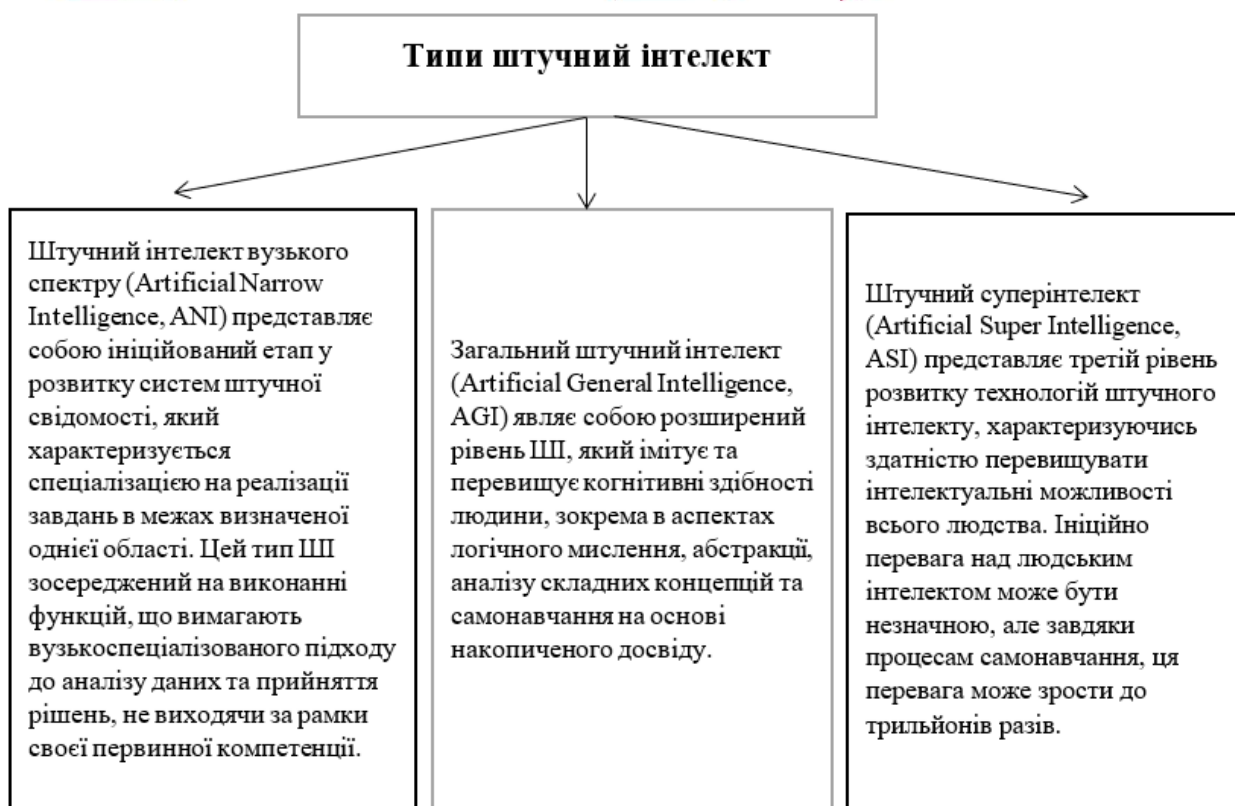 Типи штучний інтелект
Штучний інтелект вузького
спектру (Artificial Narrow
Intelligence, ANI) представляє
собою ініційований етап у
розвитку систем штучної
свідомості, який
характеризується
спеціалізацією на реалізації
завдань в межах визначеної
однієї області. Цей тип ШІ
зосереджений на виконанні
функцій, що вимагають
вузькоспеціалізованого підходу
до аналізу даних та прийняття
рішень, не виходячи за рамки
своєї первинної компетенції.
Загальний штучний інтелект
(Artificial General Intelligence,
AGI) являє собою розширений
рівень ШІ, який імітує та
перевищує когнітивні здібності
людини, зокрема в аспектах
логічного мислення, абстракції,
аналізу складних концепцій та
самонавчання на основі
накопиченого досвіду.
Штучний суперінтелект
(Artificial Super Intelligence,
ASI) представляє третій рівень
розвитку технологій штучного
інтелекту, характеризуючись
здатністю перевищувати
інтелектуальні можливості
всього людства. Ініційно
перевага над людським
інтелектом може бути
незначною, але завдяки
процесам самонавчання, ця
перевага може зрости до
трильйонів разів.